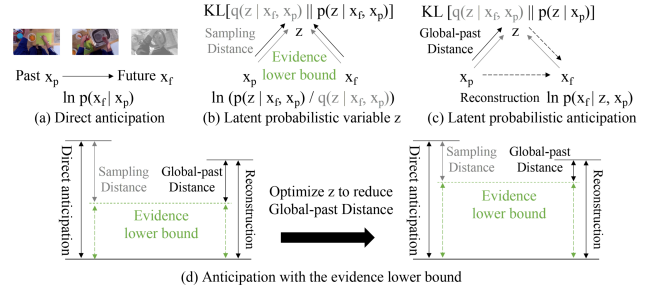 Past x_p → Future x_f
ln p(x_f | x_p)
(a) Direct anticipation
KL[q(z | x_f, x_p) || p(z | x_f, x_p)]
Sampling Distance
z
Evidence lower bound
x_p
x_f
ln (p(z | x_f, x_p) / q(z | x_f, x_p))
(b) Latent probabilistic variable z
KL [q(z | x_f, x_p) || p(z | x_p)]
Global-past Distance
z
x_p
x_f
Reconstruction ln p(x_f | z, x_p)
(c) Latent probabilistic anticipation
Direct anticipation
Sampling
Distance
Global-past
Distance
Evidence
lower bound
Reconstruction
Optimize z to reduce
Global-past Distance
Direct anticipation
Sampling
Distance
Global-past
Distance
Evidence
lower bound
Reconstruction
(d) Anticipation with the evidence lower bound